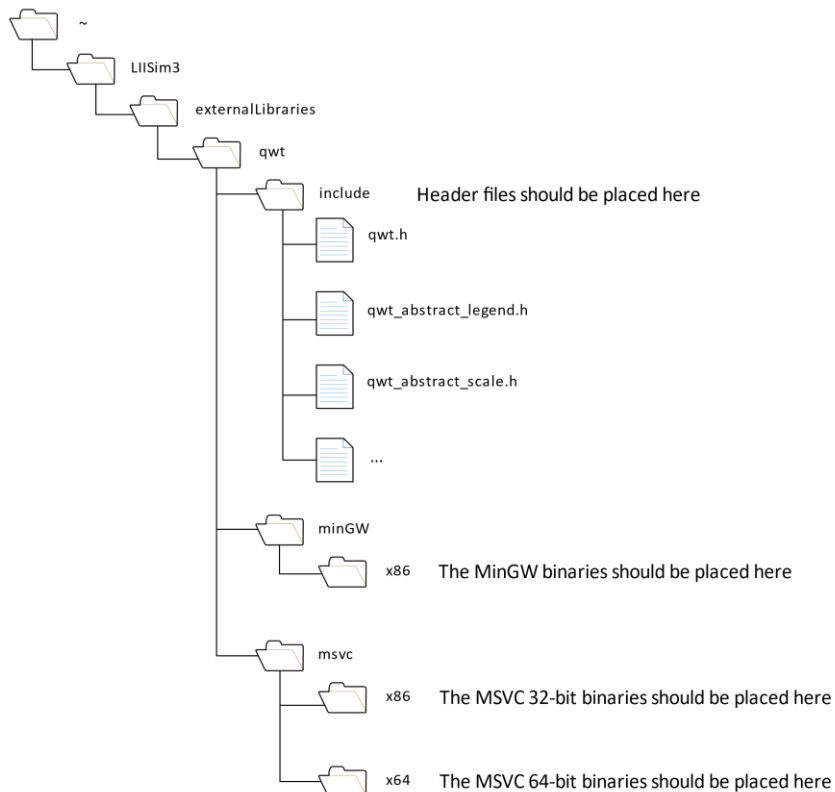 ~
LIISim3
externalLibraries
qwt
include Header files should be placed here
qwt.h
qwt_abstract_legend.h
qwt_abstract_scale.h
...
minGW
x86 The MinGW binaries should be placed here
msvc
x86 The MSVC 32-bit binaries should be placed here
x64 The MSVC 64-bit binaries should be placed here